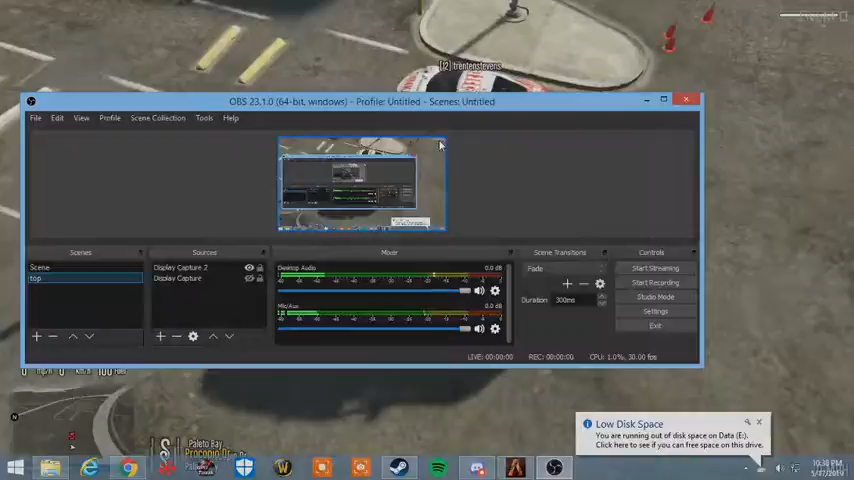 [12] trentenstevens
OBS 23.1.0 (64-bit, windows) - Profile: Untitled - Scenes: Untitled
File Edit View Profile Scene Collection Tools Help
Scenes Sources Mixer Scene Transitions Controls
Scene
top
Display Capture 2
Display Capture
Desktop Audio 0.0 dB
Mic/Aux 0.0 dB
Fade
Duration 300ms
Start Streaming
Start Recording
Studio Mode
Settings
Exit
LIVE: 00:00:00 REC: 00:00:00 CPU: 1.0%, 30.00 fps
Low Disk Space
You are running out of disk space on Data (E:).
Click here to see if you can free space on this drive.
Paleto Bay
10:38 PM